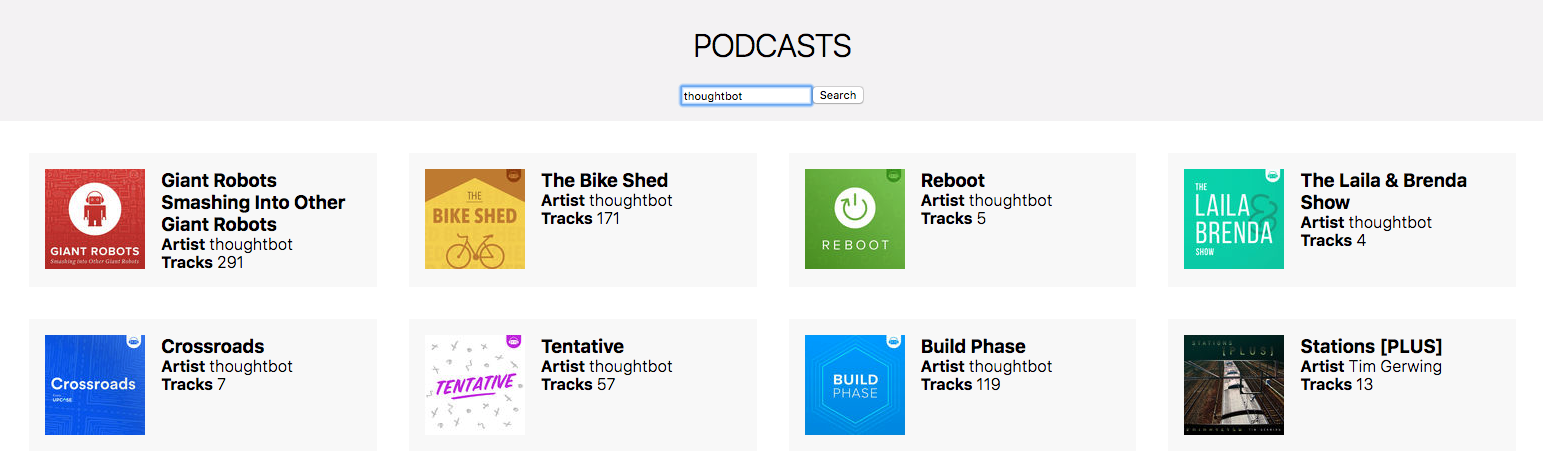 PODCASTS
thoughtbot Search
GIANT ROBOTS
Smashing Into Other Giant Robots
Giant Robots
Smashing Into Other
Giant Robots
Artist thoughtbot
Tracks 291
THE
BIKE SHED
The Bike Shed
Artist thoughtbot
Tracks 171
REBOOT
Reboot
Artist thoughtbot
Tracks 5
THE
LAILA &
BRENDA
SHOW
The Laila & Brenda
Show
Artist thoughtbot
Tracks 4
Crossroads
UPCASE
Crossroads
Artist thoughtbot
Tracks 7
TENTATIVE
Tentative
Artist thoughtbot
Tracks 57
BUILD
PHASE
Build Phase
Artist thoughtbot
Tracks 119
STATIONS
[PLUS]
TIM GERWING
Stations [PLUS]
Artist Tim Gerwing
Tracks 13